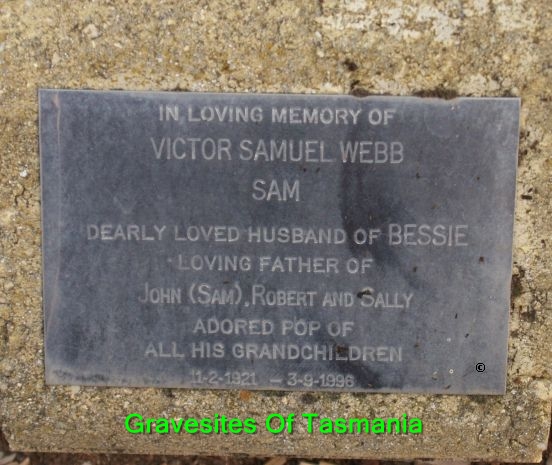 IN LOVING MEMORY OF
VICTOR SAMUEL WEBB
SAM
DEARLY LOVED HUSBAND OF BESSIE
LOVING FATHER OF
JOHN (SAM), ROBERT AND SALLY
ADORED POP OF
ALL HIS GRANDCHILDREN
11-2-1921 — 3-9-1996
©
Gravesites Of Tasmania